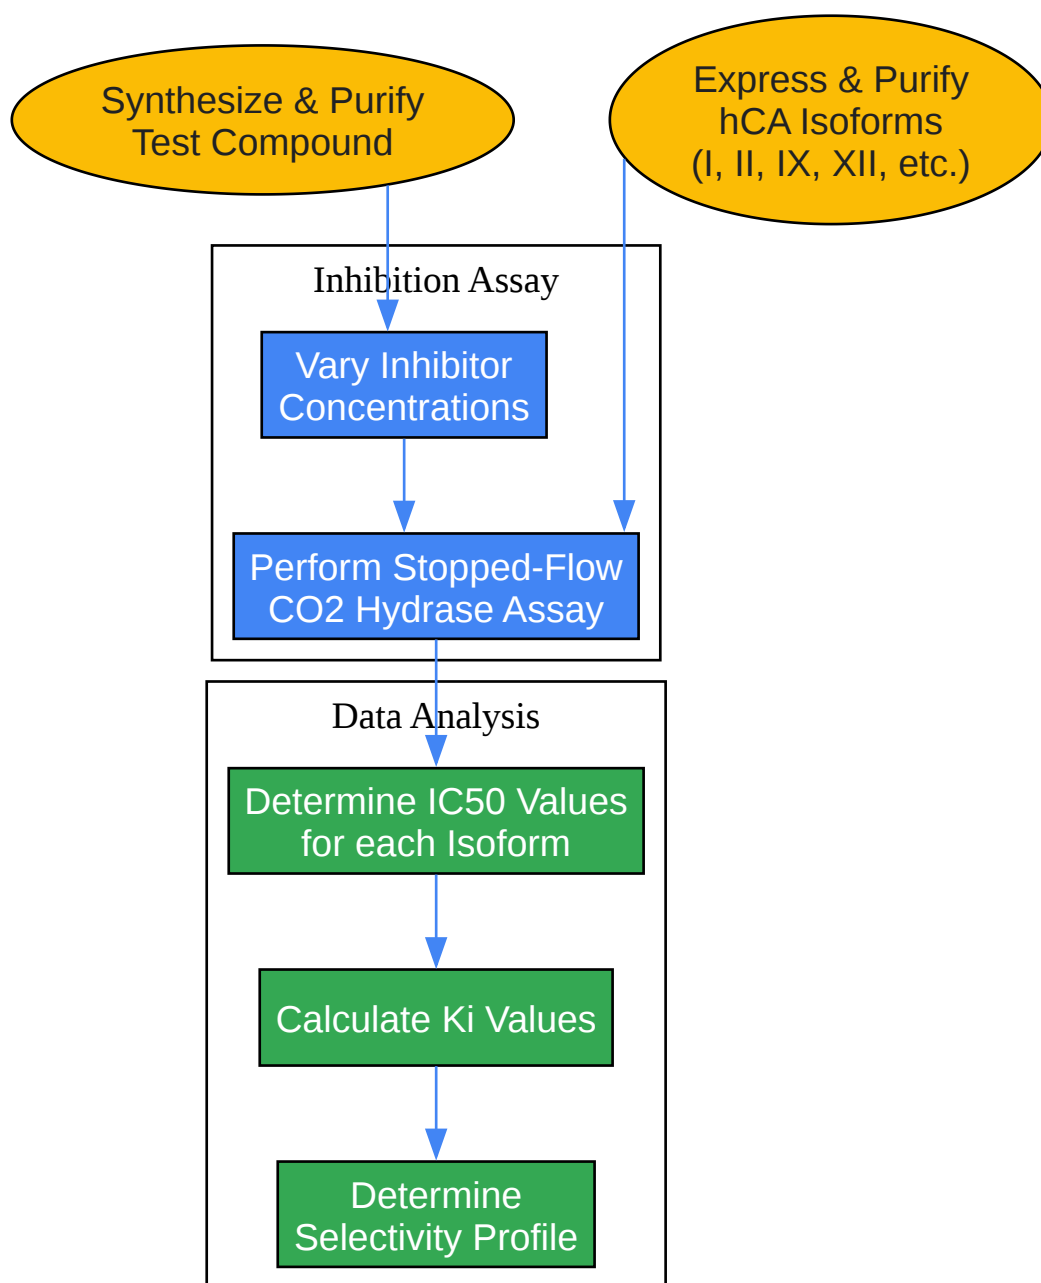 Synthesize & Purify
Test Compound
Express & Purify
hCA Isoforms
(I, II, IX, XII, etc.)
Inhibition Assay
Vary Inhibitor
Concentrations
Perform Stopped-Flow
CO2 Hydrase Assay
Data Analysis
Determine IC50 Values
for each Isoform
Calculate Ki Values
Determine
Selectivity Profile